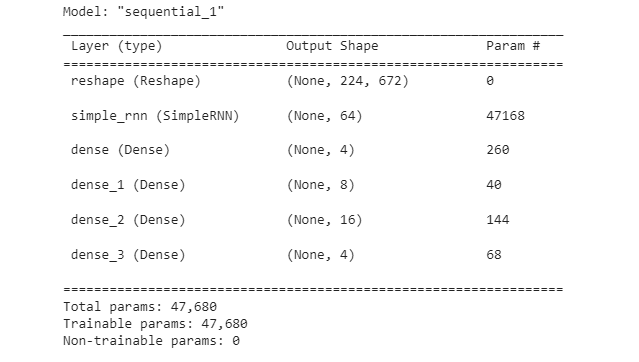 Model: "sequential_1"
Layer (type) Output Shape Param #
reshape (Reshape) (None, 224, 672) 0
simple_rnn (SimpleRNN) (None, 64) 47168
dense (Dense) (None, 4) 260
dense_1 (Dense) (None, 8) 40
dense_2 (Dense) (None, 16) 144
dense_3 (Dense) (None, 4) 68
Total params: 47,680
Trainable params: 47,680
Non-trainable params: 0